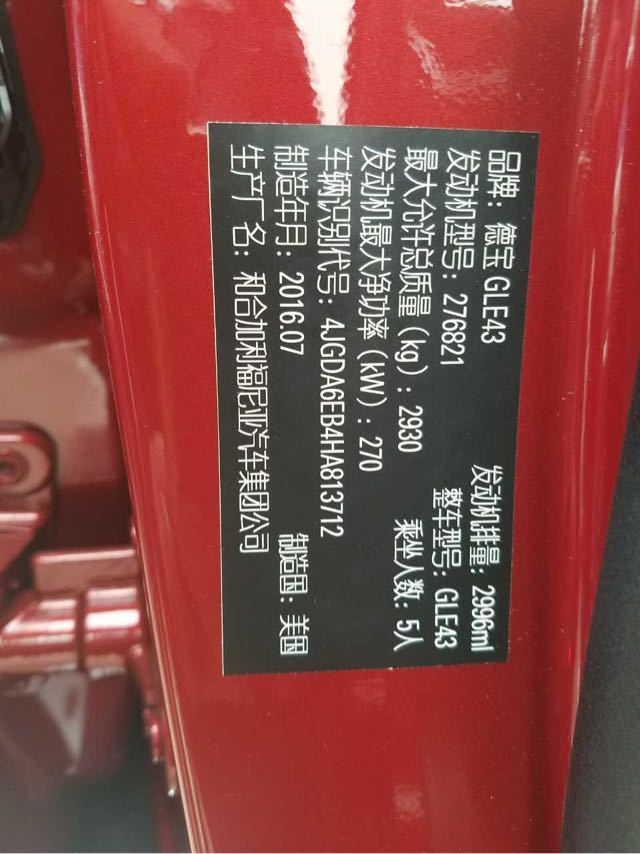 品牌：德宝 GLE43 发动机排量：2996ml
发动机型号：276821 整车型号：GLE43
最大允许总质量（kg）：2930 乘坐人数：5人
发动机最大净功率（kW）：270
车辆识别代号：4JGDA6EB4HA813712
制造年月：2016.07 制造国：美国
生产厂名：和合加利福尼亚汽车集团公司